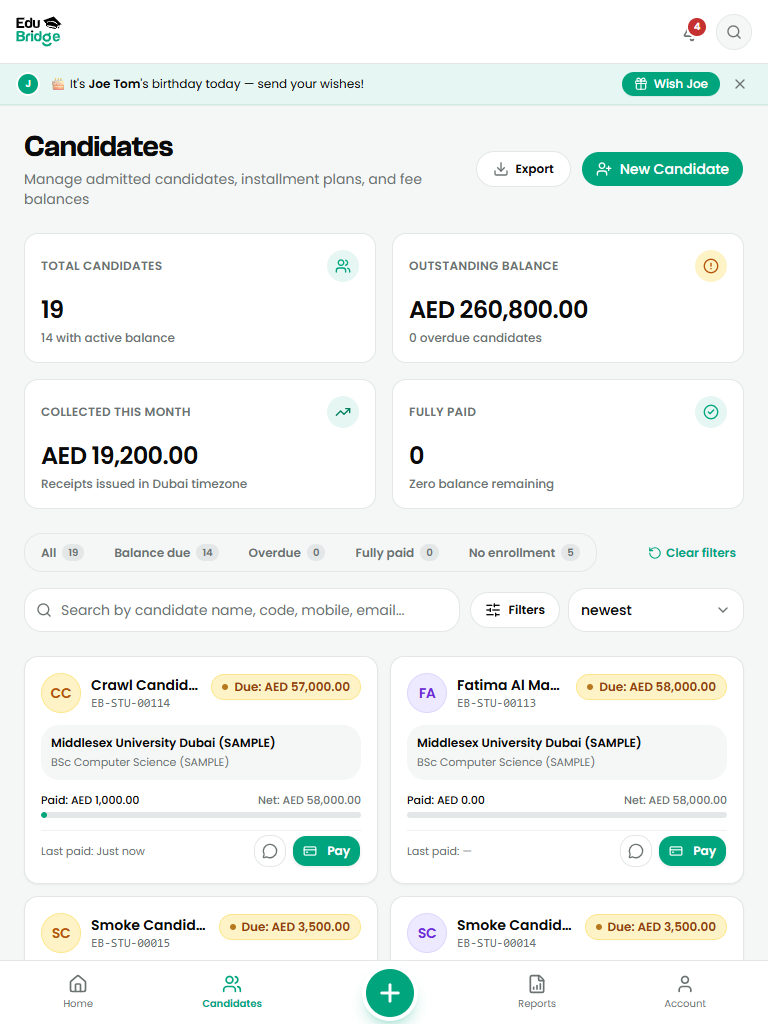 Edu
Bridge
4
J
🎂 It's Joe Tom's birthday today — send your wishes!
Wish Joe
Candidates
Manage admitted candidates, installment plans, and fee
balances
Export
New Candidate
TOTAL CANDIDATES
19
14 with active balance
OUTSTANDING BALANCE
AED 260,800.00
0 overdue candidates
COLLECTED THIS MONTH
AED 19,200.00
Receipts issued in Dubai timezone
FULLY PAID
0
Zero balance remaining
All 19
Balance due 14
Overdue 0
Fully paid 0
No enrollment 5
Clear filters
Search by candidate name, code, mobile, email...
Filters
newest
CC
Crawl Candid...
EB-STU-00114
Due: AED 57,000.00
Middlesex University Dubai (SAMPLE)
BSc Computer Science (SAMPLE)
Paid: AED 1,000.00
Net: AED 58,000.00
Last paid: Just now
Pay
FA
Fatima Al Ma...
EB-STU-00113
Due: AED 58,000.00
Middlesex University Dubai (SAMPLE)
BSc Computer Science (SAMPLE)
Paid: AED 0.00
Net: AED 58,000.00
Last paid: —
Pay
SC
Smoke Candid...
EB-STU-00015
Due: AED 3,500.00
SC
Smoke Candid...
EB-STU-00014
Due: AED 3,500.00
Home
Candidates
Reports
Account